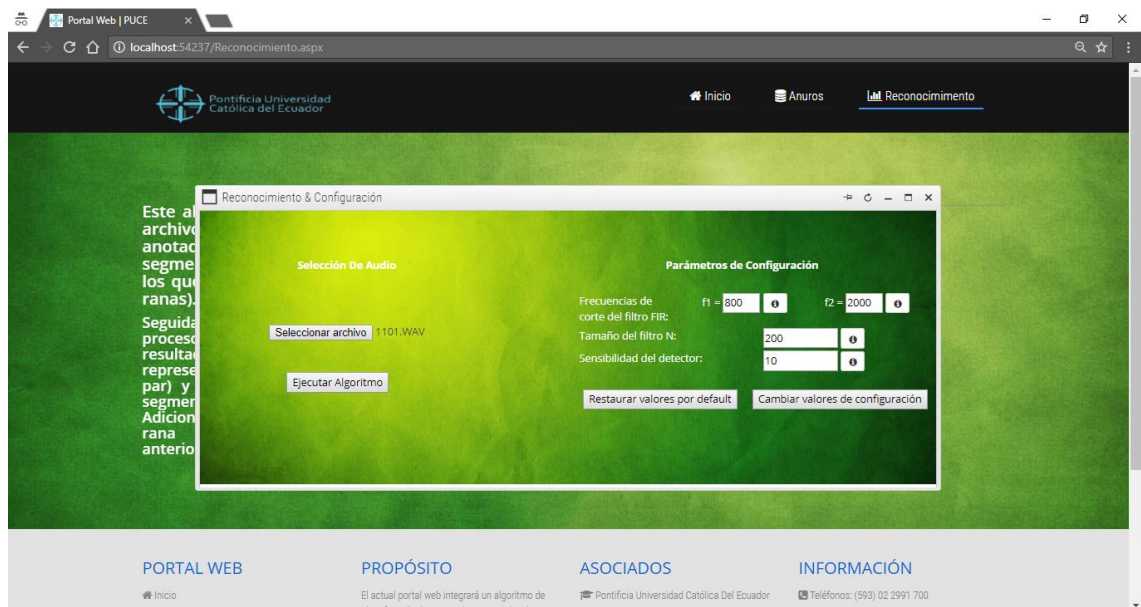 Portal Web | PUCE
localhost:54237/Reconocimiento.aspx
Pontificia Universidad
Católica del Ecuador
Inicio
Anuros
Reconocimimento
Reconocimiento & Configuración
Este al
archivo
anotac
segme
los que
ranas).
Seguida
proceso
resulta
represe
par) y
segmer
Adicion
rana
anterio
Selección De Audio
Seleccionar archivo 1101.WAV
Ejecutar Algoritmo
Parámetros de Configuración
Frecuencias de
corte del filtro FIR:
f1 = 800
f2 = 2000
Tamaño del filtro N:
200
Sensibilidad del detector:
10
Restaurar valores por default
Cambiar valores de configuración
PORTAL WEB
Inicio
PROPÓSITO
El actual portal web integrará un algoritmo de
ASOCIADOS
Pontificia Universidad Católica Del Ecuador
INFORMACIÓN
Teléfonos: (593) 02 2991 700